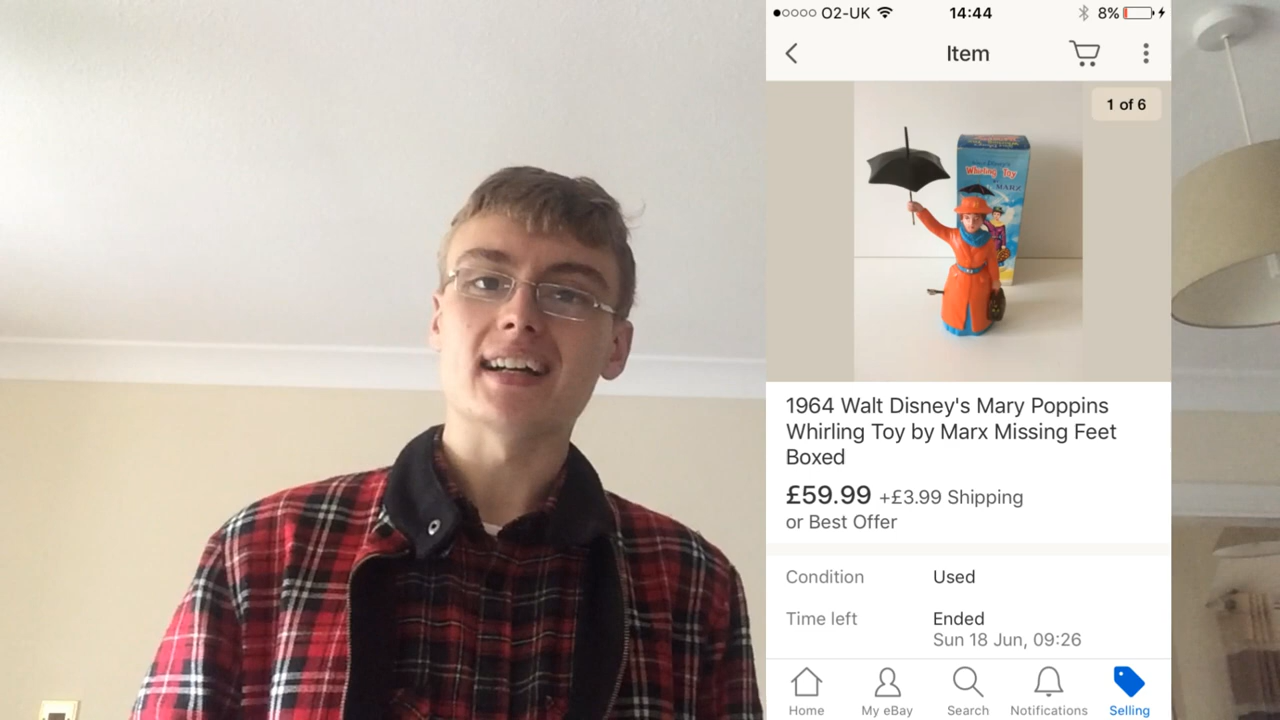 O2-UK
14:44
8%
Item
1 of 6
Walt Disney's
Whirling Toy
MARX
1964 Walt Disney's Mary Poppins
Whirling Toy by Marx Missing Feet
Boxed
£59.99 +£3.99 Shipping
or Best Offer
Condition Used
Time left Ended
Sun 18 Jun, 09:26
Home
My eBay
Search
Notifications
Selling